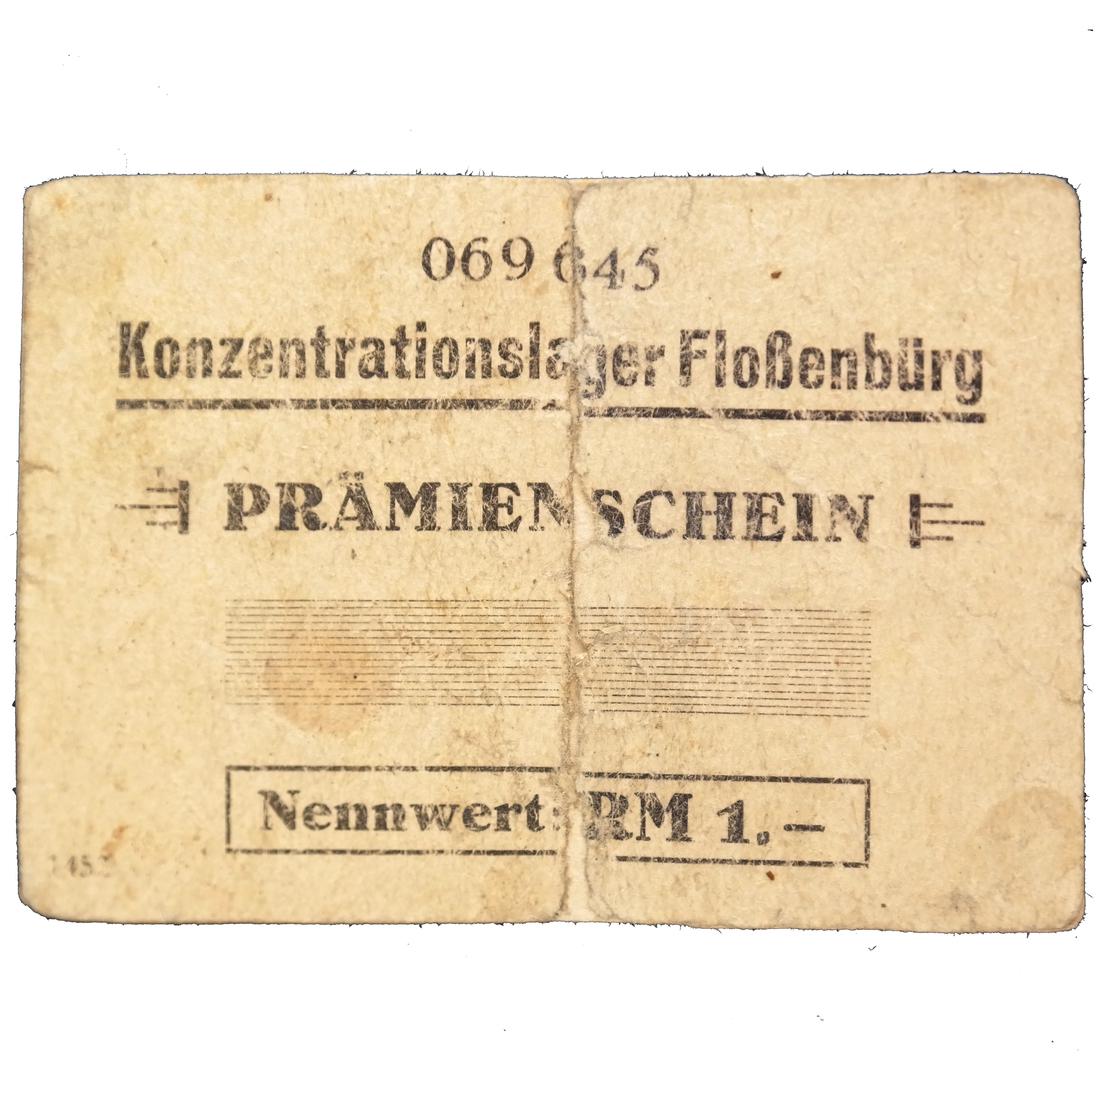 069 645
Konzentrationslager Floßenbürg
PRÄMIENSCHEIN
Nennwert: RM 1.–